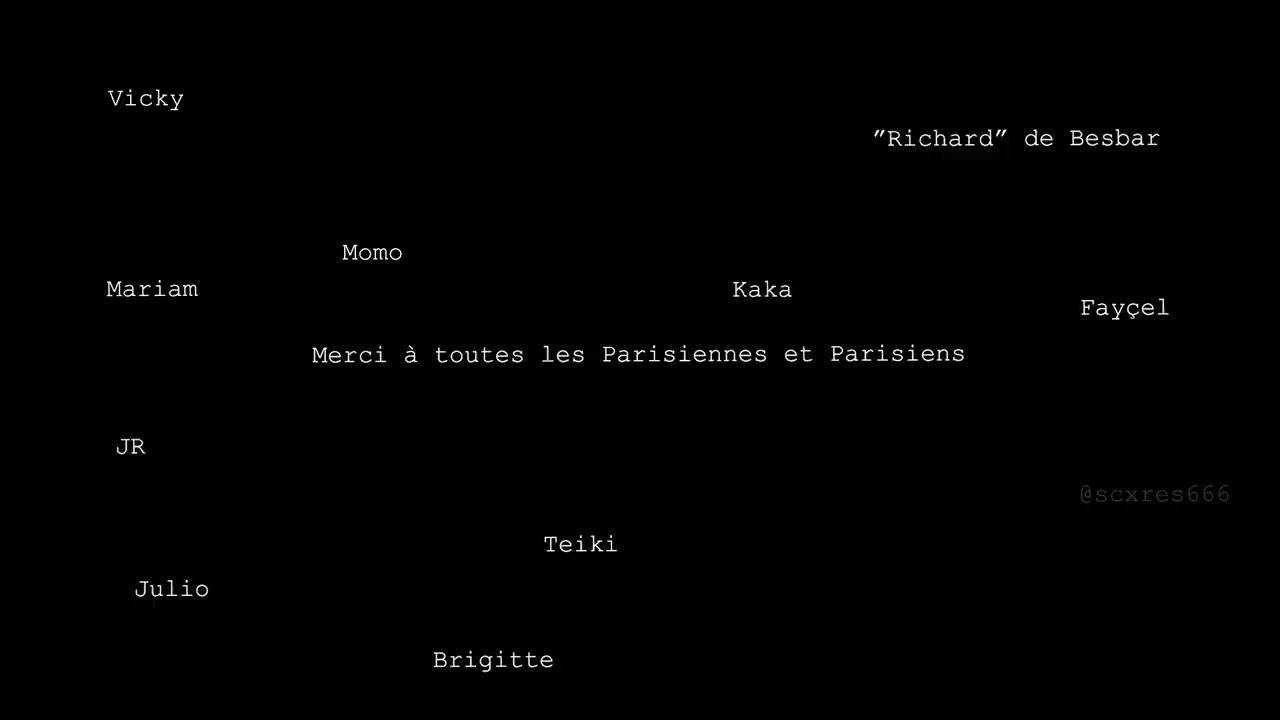 Vicky
”Richard” de Besbar
Momo
Mariam
Kaka
Fayçel
Merci à toutes les Parisiennes et Parisiens
JR
@scxres666
Teiki
Julio
Brigitte